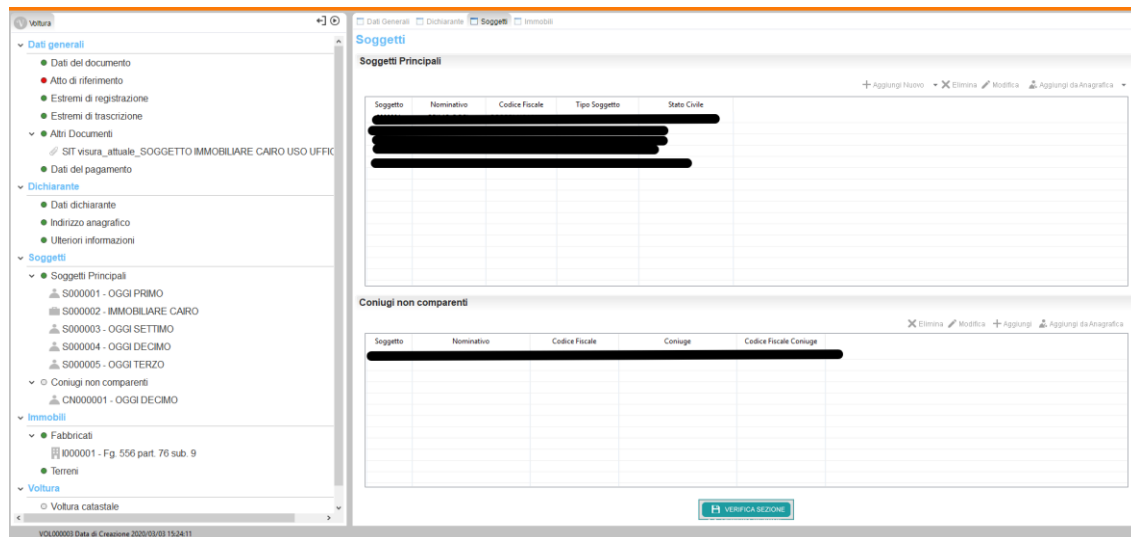 Voltura
Dati generali
Dati del documento
Atto di riferimento
Estremi di registrazione
Estremi di trascrizione
Altri Documenti
SIT visura_attuale_SOGGETTO IMMOBILIARE CAIRO USO UFFIC
Dati del pagamento
Dichiarante
Dati dichiarante
Indirizzo anagrafico
Ulteriori informazioni
Soggetti
Soggetti Principali
S000001 - OGGI PRIMO
S000002 - IMMOBILIARE CAIRO
S000003 - OGGI SETTIMO
S000004 - OGGI DECIMO
S000005 - OGGI TERZO
Coniugi non comparenti
CN000001 - OGGI DECIMO
Immobili
Fabbricati
I000001 - Fg. 556 part. 76 sub. 9
Terreni
Voltura
Voltura catastale
VOL000003 Data di Creazione 2020/03/03 15:24:11
Dati Generali Dichiarante Soggetti Immobili
Soggetti
Soggetti Principali
Aggiungi Nuovo Elimina Modifica Aggiungi da Anagrafica
Soggetto Nominativo Codice Fiscale Tipo Soggetto Stato Civile
Coniugi non comparenti
Elimina Modifica Aggiungi Aggiungi da Anagrafica
Soggetto Nominativo Codice Fiscale Coniuge Codice Fiscale Coniuge
VERIFICA SEZIONE